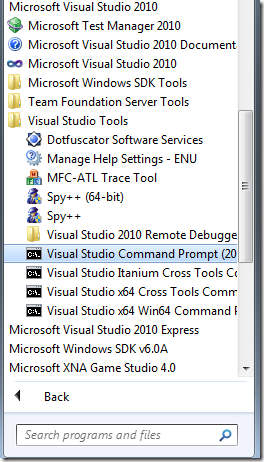 Microsoft Visual Studio 2010
Microsoft Test Manager 2010
Microsoft Visual Studio 2010 Documenta
Microsoft Visual Studio 2010
Microsoft Windows SDK Tools
Team Foundation Server Tools
Visual Studio Tools
Dotfuscator Software Services
Manage Help Settings - ENU
MFC-ATL Trace Tool
Spy++ (64-bit)
Spy++
Visual Studio 2010 Remote Debugge
Visual Studio Command Prompt (20
Visual Studio Itanium Cross Tools Co
Visual Studio x64 Cross Tools Comm
Visual Studio x64 Win64 Command P
Microsoft Visual Studio 2010 Express
Microsoft Windows SDK v6.0A
Microsoft XNA Game Studio 4.0
Back
Search programs and files